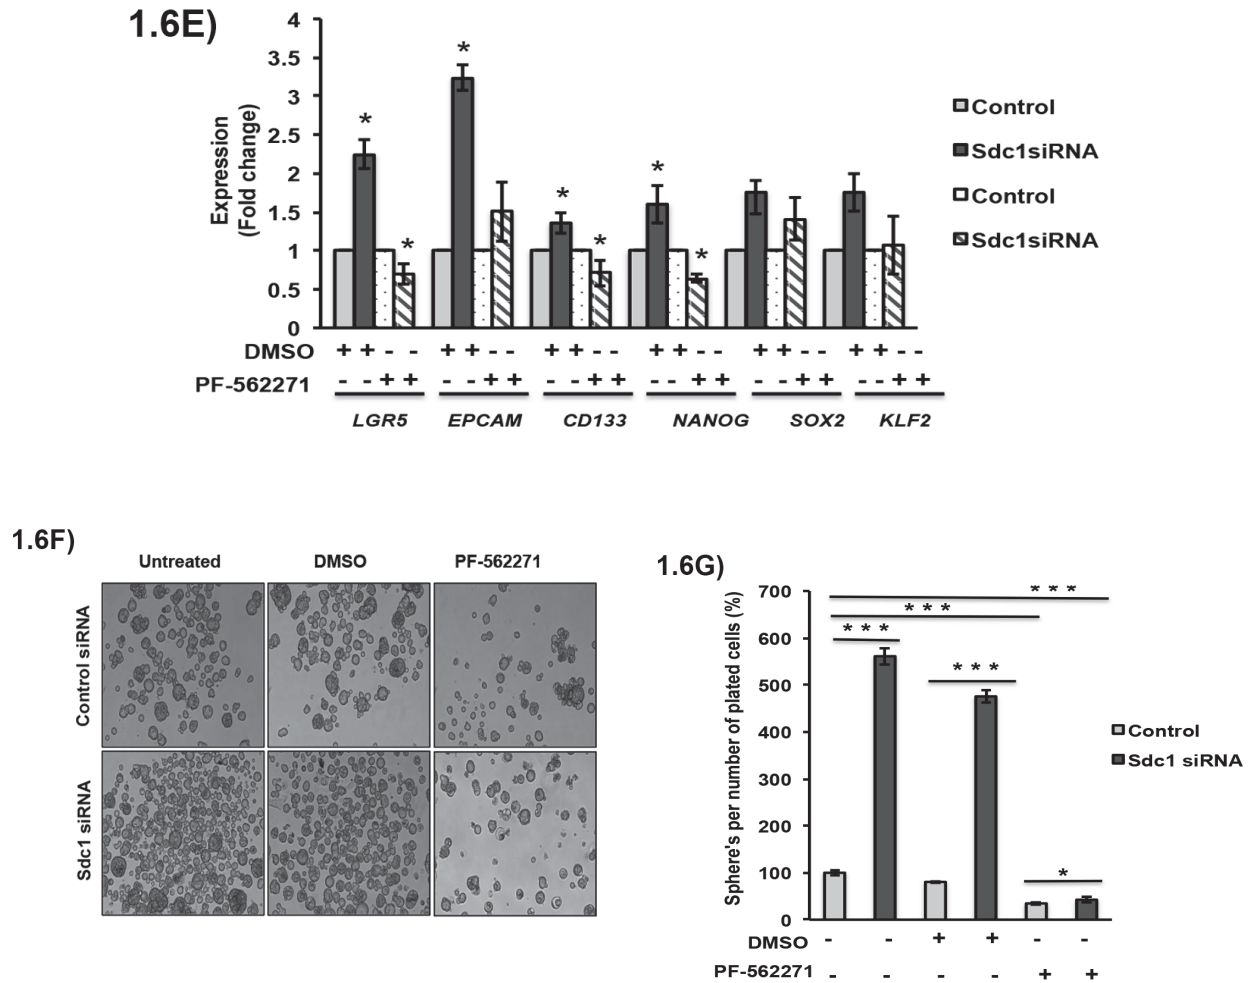 1.6E)
4
3.5
3
2.5
2
1.5
1
0.5
0
Expression
(Fold change)
*
*
*
*
*
*
*
Control
Sdc1siRNA
Control
Sdc1siRNA
DMSO + + - - + + - - + + - - + + - - + + - - + + - -
PF-562271 - - + + - - + + - - + + - - + + - - + + - - + +
LGR5 EPCAM CD133 NANOG SOX2 KLF2
1.6F)
Untreated DMSO PF-562271
Control siRNA
Sdc1 siRNA
1.6G)
700
600
500
400
300
200
100
0
Sphere's per number of plated cells (%)
* * *
* * *
* * *
* * *
*
Control
Sdc1 siRNA
DMSO - - + + - -
PF-562271 - - - - + +